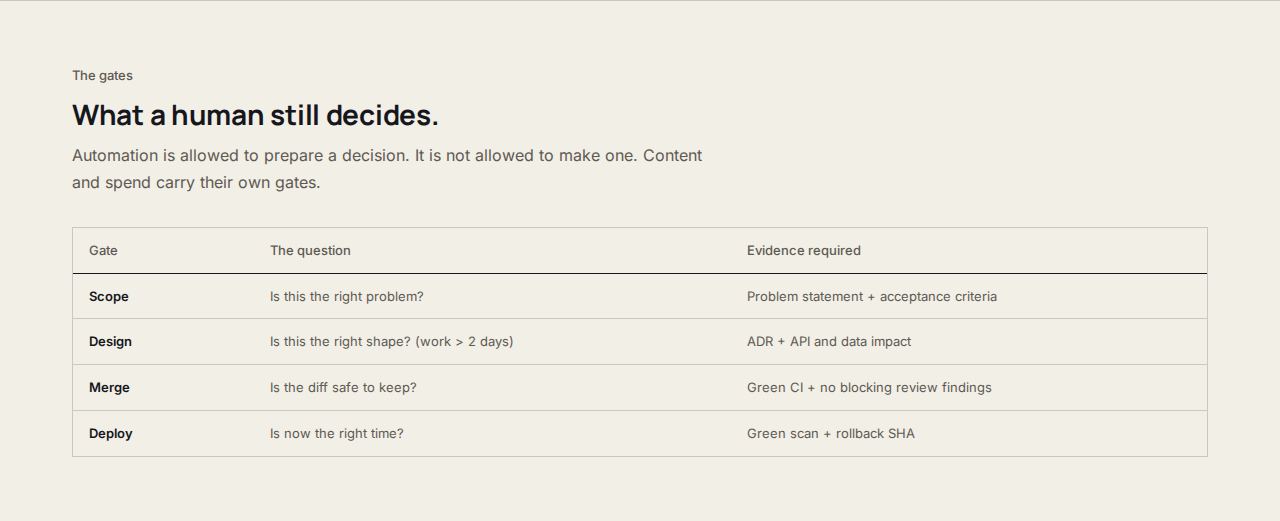 The gates
What a human still decides.
Automation is allowed to prepare a decision. It is not allowed to make one. Content
and spend carry their own gates.
Gate The question Evidence required
Scope Is this the right problem? Problem statement + acceptance criteria
Design Is this the right shape? (work > 2 days) ADR + API and data impact
Merge Is the diff safe to keep? Green CI + no blocking review findings
Deploy Is now the right time? Green scan + rollback SHA